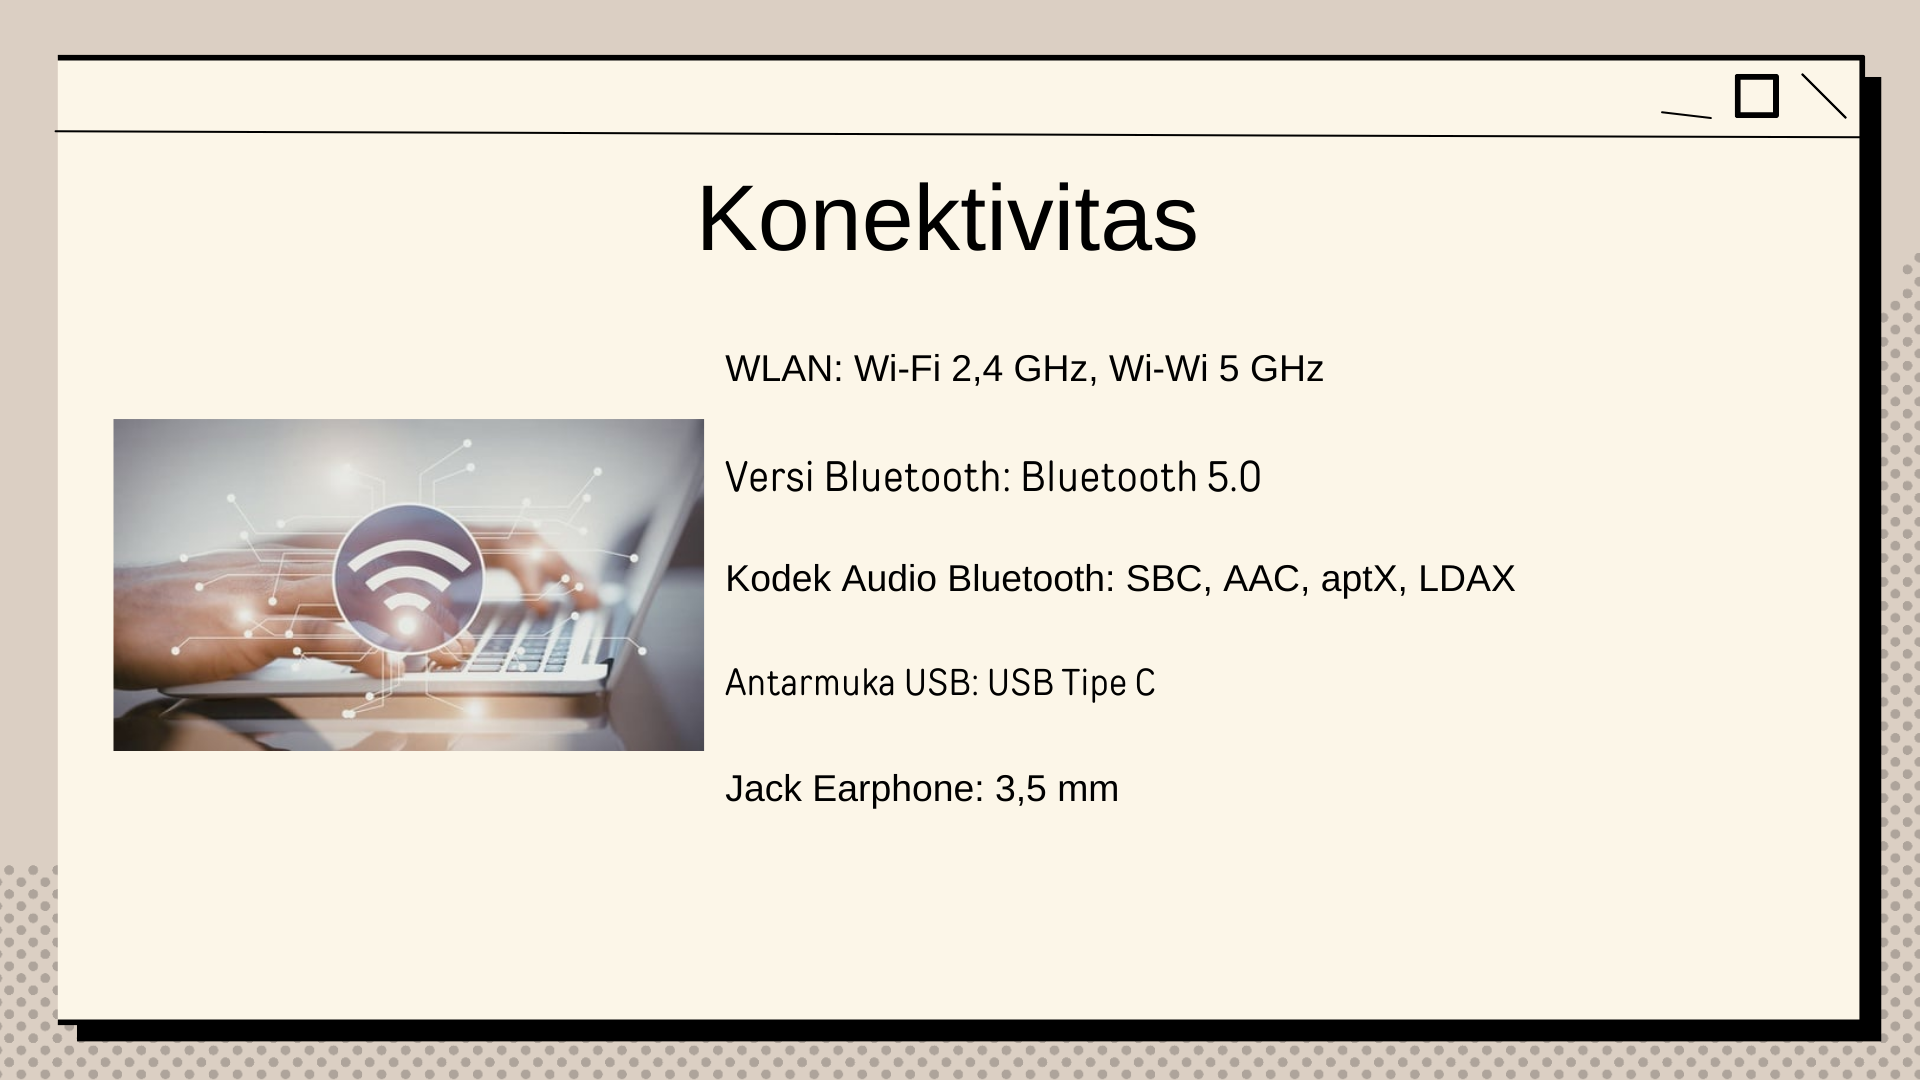 Konektivitas
WLAN: Wi-Fi 2,4 GHz, Wi-Wi 5 GHz
Versi Bluetooth: Bluetooth 5.0
Kodek Audio Bluetooth: SBC, AAC, aptX, LDAX
Antarmuka USB: USB Tipe C
Jack Earphone: 3,5 mm